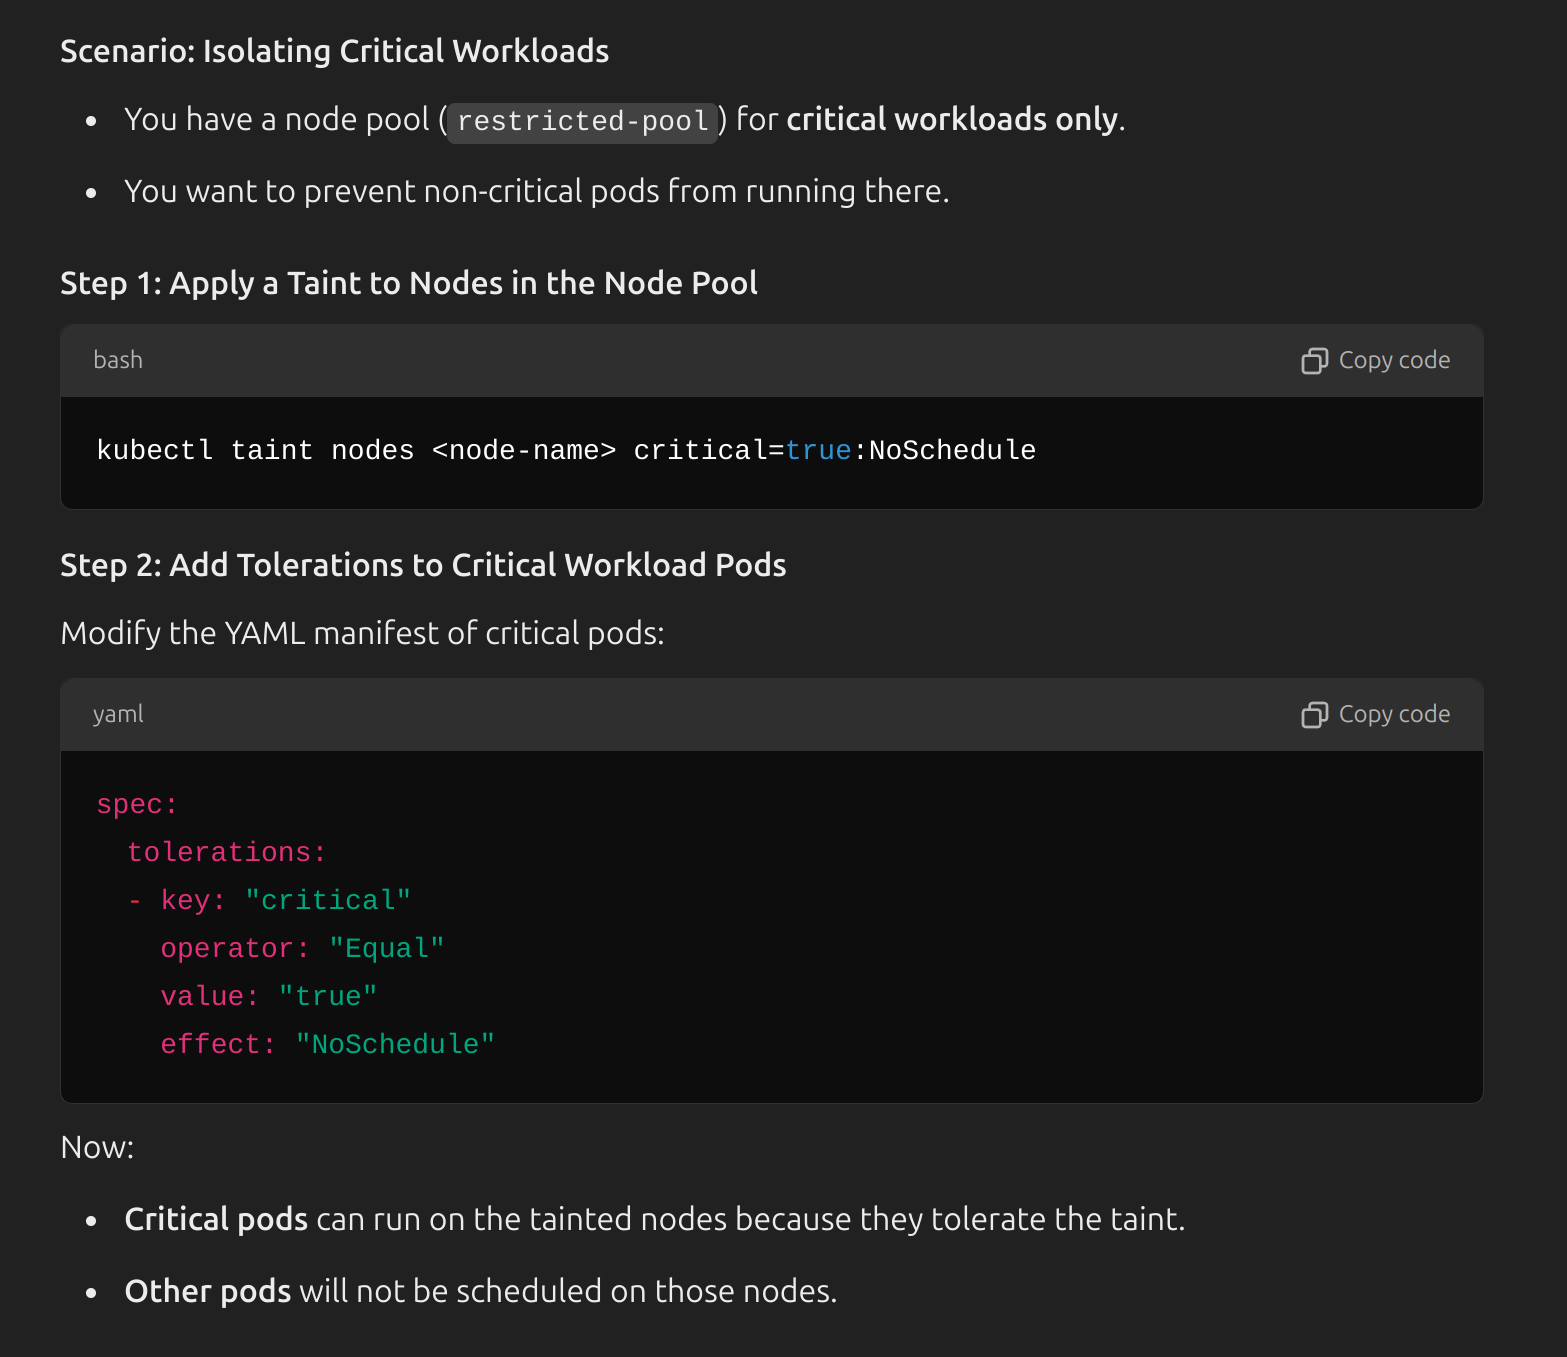 Scenario: Isolating Critical Workloads
• You have a node pool (restricted-pool) for critical workloads only.
• You want to prevent non-critical pods from running there.
Step 1: Apply a Taint to Nodes in the Node Pool
bash Copy code
kubectl taint nodes <node-name> critical=true:NoSchedule
Step 2: Add Tolerations to Critical Workload Pods
Modify the YAML manifest of critical pods:
yaml Copy code
spec:
  tolerations:
  - key: "critical"
    operator: "Equal"
    value: "true"
    effect: "NoSchedule"
Now:
• Critical pods can run on the tainted nodes because they tolerate the taint.
• Other pods will not be scheduled on those nodes.